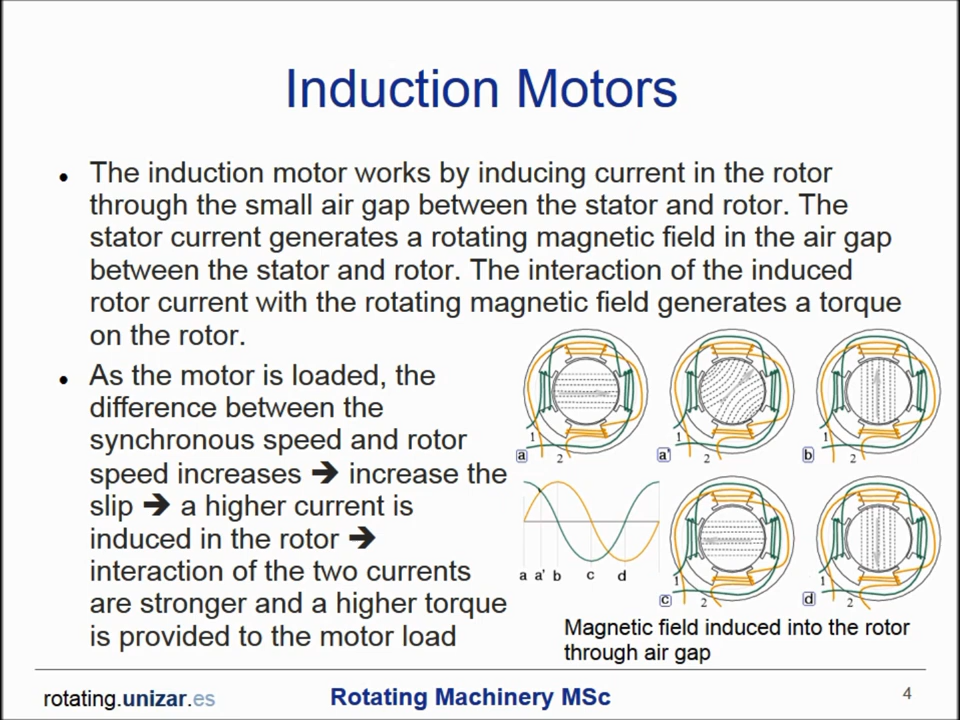 Induction Motors
• The induction motor works by inducing current in the rotor
through the small air gap between the stator and rotor. The
stator current generates a rotating magnetic field in the air gap
between the stator and rotor. The interaction of the induced
rotor current with the rotating magnetic field generates a torque
on the rotor.
• As the motor is loaded, the
difference between the
synchronous speed and rotor
speed increases ➔ increase the
slip ➔ a higher current is
induced in the rotor ➔
interaction of the two currents
are stronger and a higher torque
is provided to the motor load
1 2 a
1 2 a'
1 2 b
a a' b c d
1 2 c
1 2 d
Magnetic field induced into the rotor
through air gap
rotating.unizar.es
Rotating Machinery MSc
4